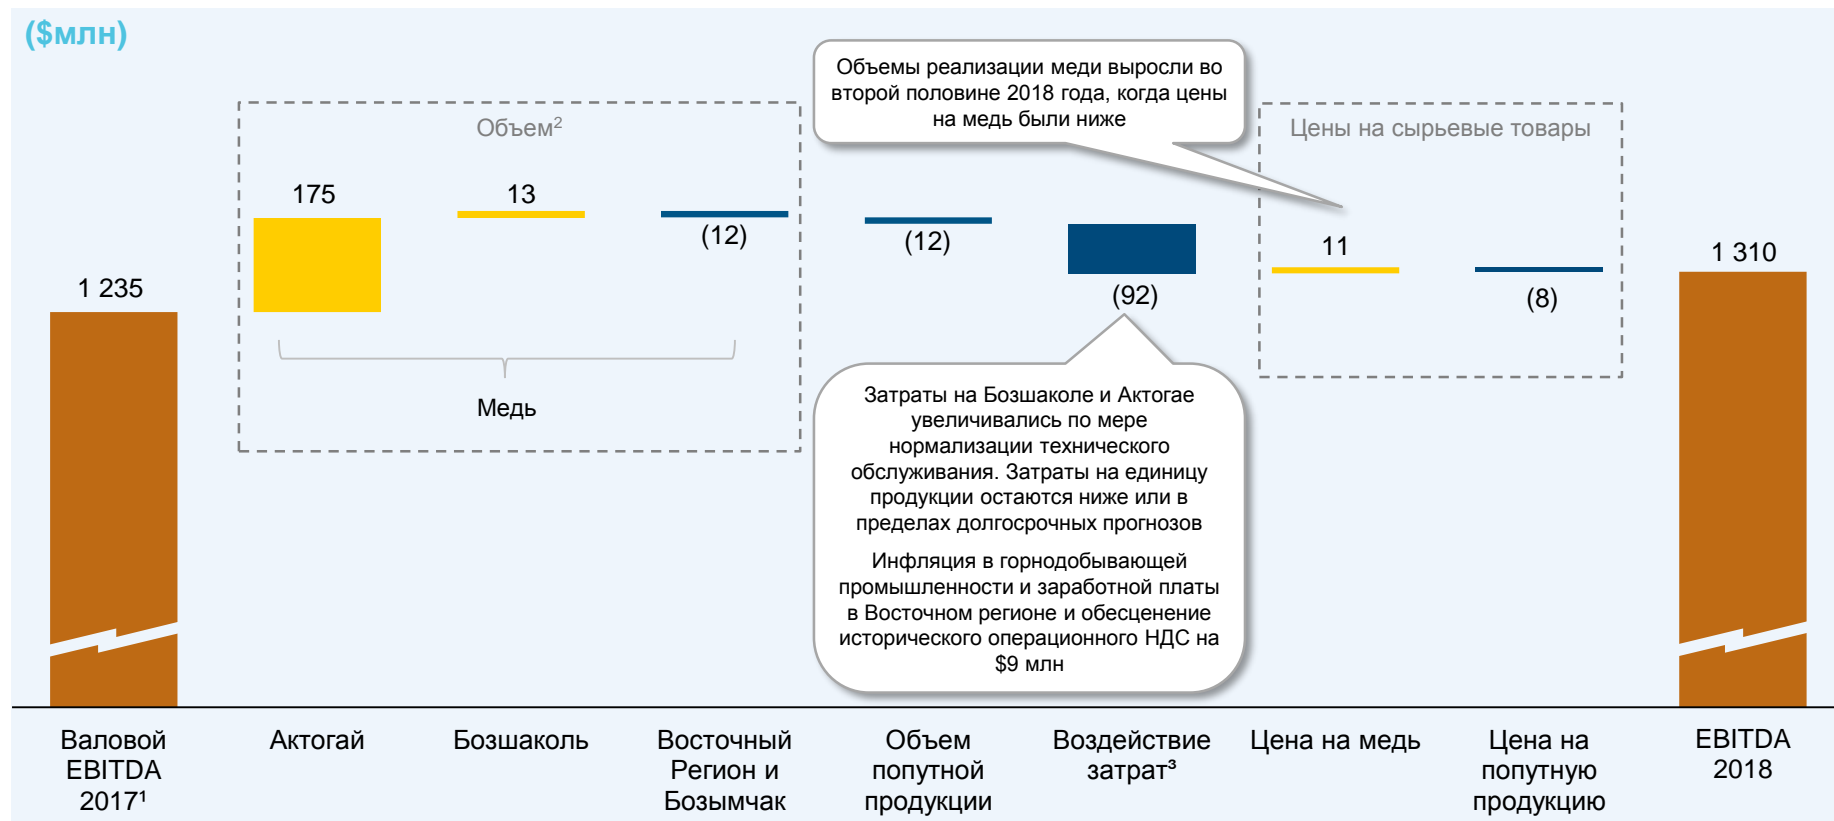 ($млн)
Объемы реализации меди выросли во
второй половине 2018 года, когда цены
на медь были ниже
Объем²
Цены на сырьевые товары
175
13
(12)
(12)
(92)
11
(8)
1 235
1 310
Медь
Затраты на Бозшаколе и Актогае
увеличивались по мере
нормализации технического
обслуживания. Затраты на единицу
продукции остаются ниже или в
пределах долгосрочных прогнозов
Инфляция в горнодобывающей
промышленности и заработной платы
в Восточном регионе и обесценение
исторического операционного НДС на
$9 млн
Валовой
EBITDA
2017¹
Актогай
Бозшаколь
Восточный
Регион и
Бозымчак
Объем
попутной
продукции
Воздействие
затрат³
Цена на медь
Цена на
попутную
продукцию
EBITDA
2018